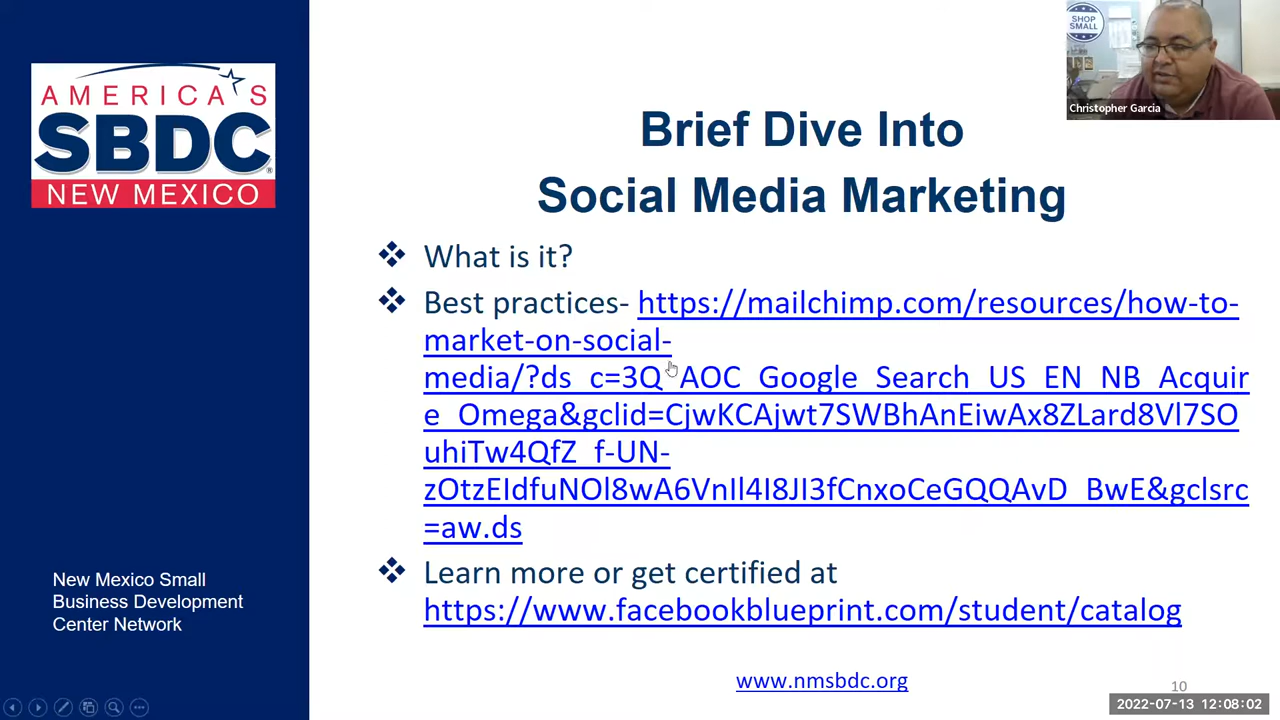 AMERICA'S
SBDC
NEW MEXICO
SHOP
SMALL
Christopher Garcia
Brief Dive Into
Social Media Marketing
What is it?
Best practices- https://mailchimp.com/resources/how-to-
market-on-social-
media/?ds_c=3Q_AOC_Google_Search_US_EN_NB_Acquir
e_Omega&gclid=CjwKCAjwt7SWBhAnEiwAx8ZLard8Vl7SO
uhiTw4QfZ_f-UN-
zOtzEIdfuNOl8wA6VnIl4I8JI3fCnxoCeGQQAvD_BwE&gclsrc
=aw.ds
Learn more or get certified at
https://www.facebookblueprint.com/student/catalog
New Mexico Small
Business Development
Center Network
www.nmsbdc.org
10
2022-07-13 12:08:02